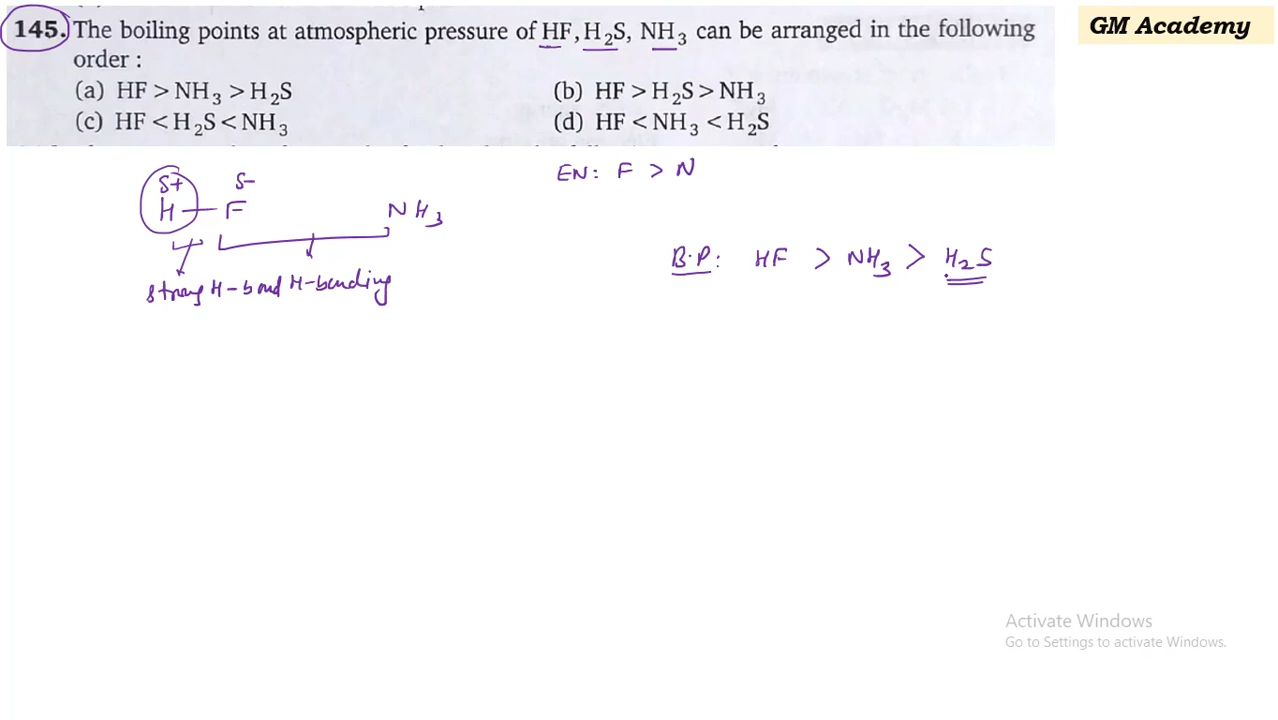 GM Academy
145. The boiling points at atmospheric pressure of HF, H₂S, NH₃ can be arranged in the following
order :
(a) HF > NH₃ > H₂S (b) HF > H₂S > NH₃
(c) HF < H₂S < NH₃ (d) HF < NH₃ < H₂S
EN: F > N
δ+ δ-
H — F NH₃
B.P: HF > NH₃ > H₂S
strong H-bond H-bonding
Activate Windows
Go to Settings to activate Windows.